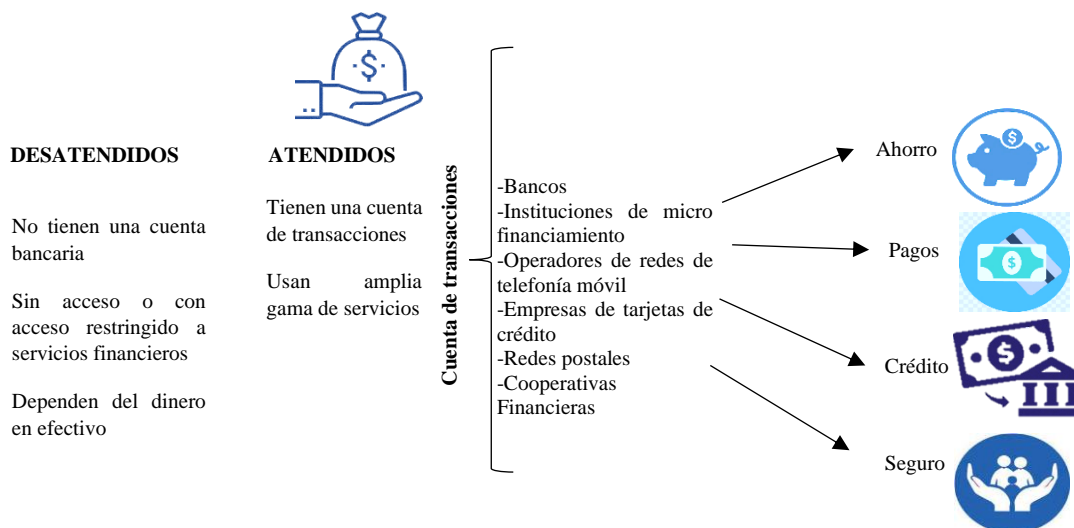 DESATENDIDOS
No tienen una cuenta
bancaria
Sin acceso o con
acceso restringido a
servicios financieros
Dependen del dinero
en efectivo
$
ATENDIDOS
Tienen una cuenta
de transacciones
Usan amplia
gama de servicios
Cuenta de transacciones
-Bancos
-Instituciones de micro
financiamiento
-Operadores de redes de
telefonía móvil
-Empresas de tarjetas de
crédito
-Redes postales
-Cooperativas
Financieras
Ahorro
$
Pagos
$
Crédito
$
Seguro